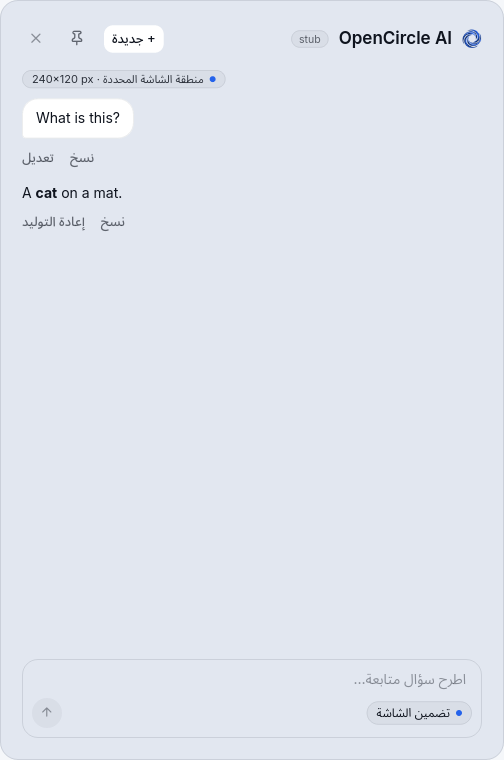 OpenCircle AI
stub
+ جديدة
منطقة الشاشة المحددة · 240×120 px
What is this?
نسخ
تعديل
A cat on a mat.
نسخ
إعادة التوليد
اطرح سؤال متابعة...
تضمين الشاشة